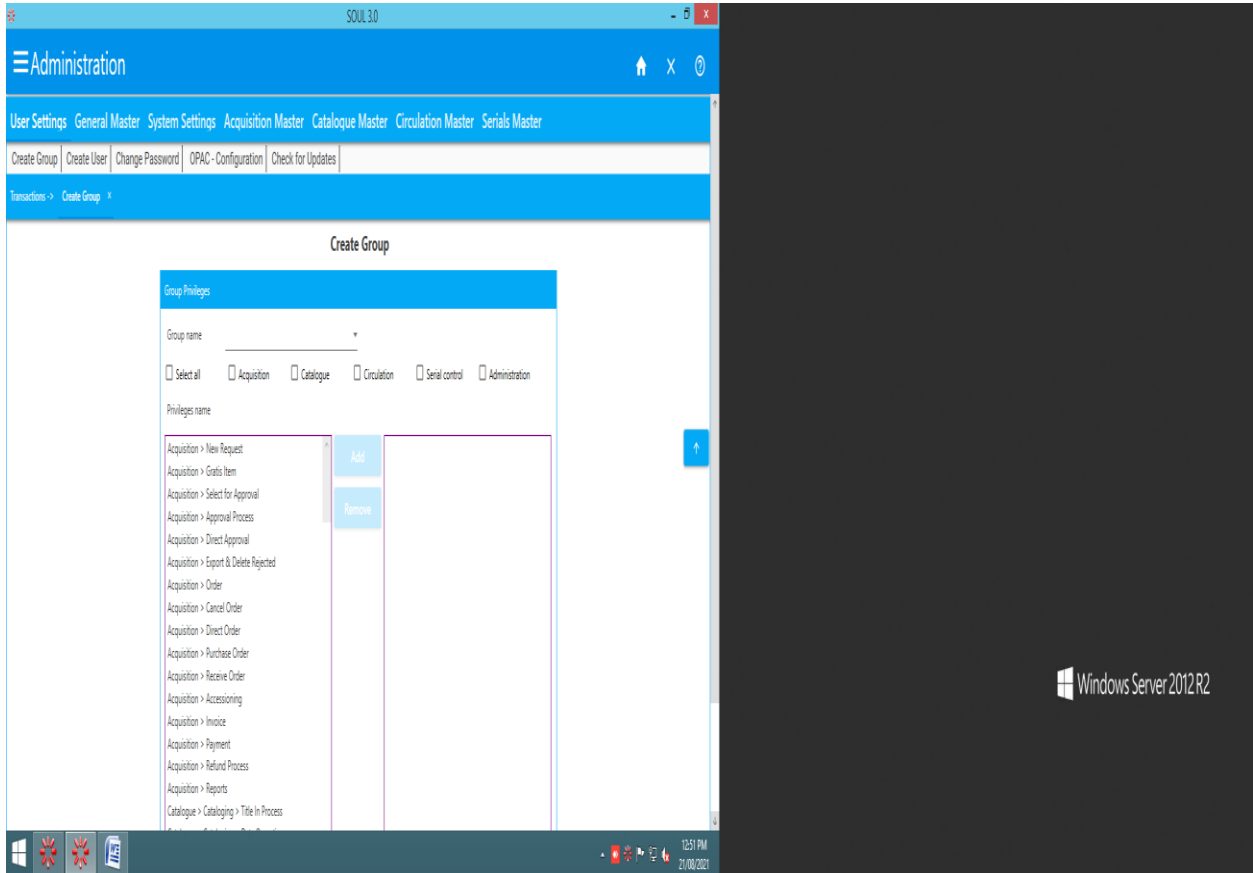 SOUL 3.0
Administration
User Settings General Master System Settings Acquisition Master Catalogue Master Circulation Master Serials Master
Create Group Create User Change Password OPAC - Configuration Check for Updates
Transactions -> Create Group x
Create Group
Group Privileges
Group name
Select all Acquisition Catalogue Circulation Serial control Administration
Privileges name
Acquisition > New Request
Acquisition > Gratis Item
Acquisition > Select for Approval
Acquisition > Approval Process
Acquisition > Direct Approval
Acquisition > Export & Delete Rejected
Acquisition > Order
Acquisition > Cancel Order
Acquisition > Direct Order
Acquisition > Purchase Order
Acquisition > Receive Order
Acquisition > Accessioning
Acquisition > Invoice
Acquisition > Payment
Acquisition > Refund Process
Acquisition > Reports
Catalogue > Cataloging > Title In Process
Add
Remove
Windows Server 2012 R2
12:51 PM
21/08/2021